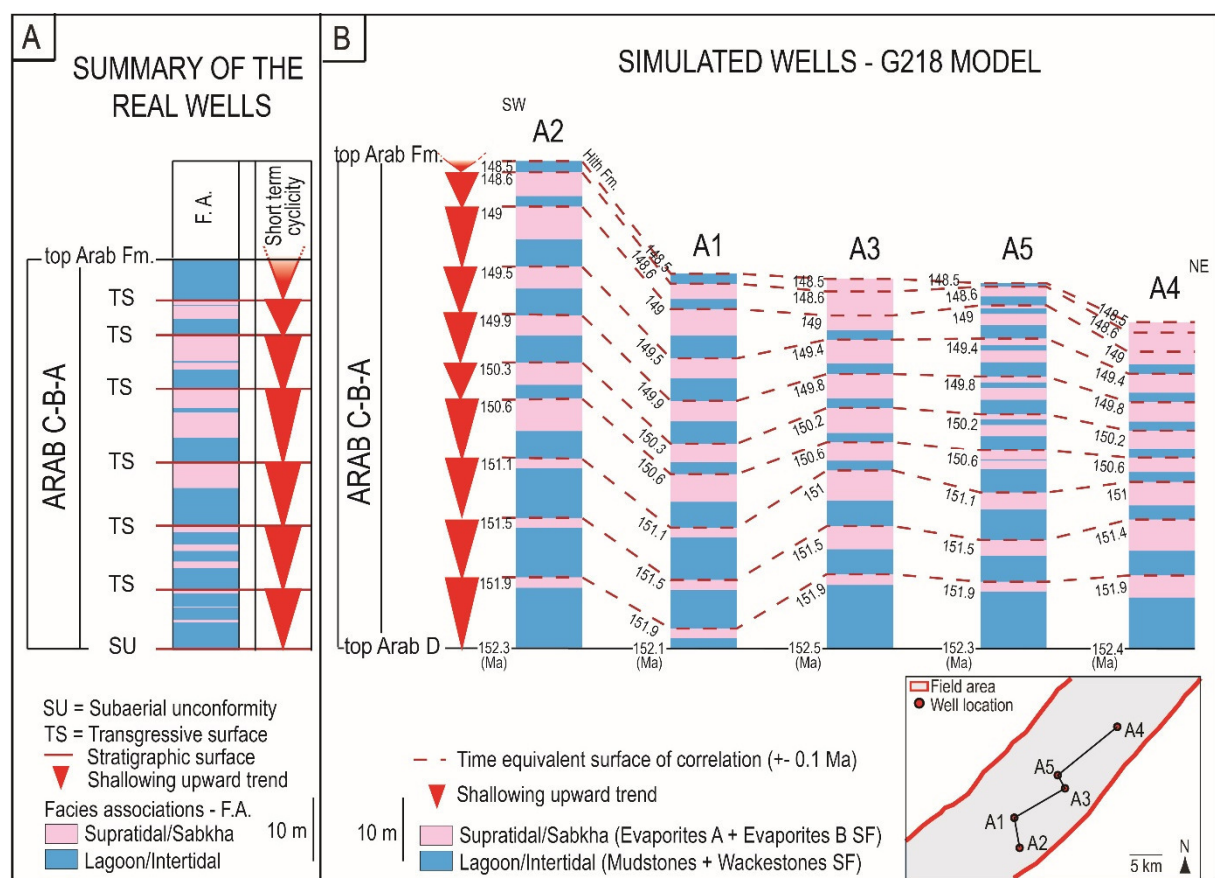 A
SUMMARY OF THE
REAL WELLS
F. A.
Short term
cyclicity
top Arab Fm.
TS
TS
TS
TS
TS
TS
SU
ARAB C-B-A
SU = Subaerial unconformity
TS = Transgressive surface
Stratigraphic surface
Shallowing upward trend
Facies associations - F.A.
Supratidal/Sabkha
Lagoon/Intertidal
10 m
B
SIMULATED WELLS - G218 MODEL
SW
NE
top Arab Fm.
ARAB C-B-A
top Arab D
Hith Fm.
A2
148.5
148.6
149
149.5
149.9
150.3
150.6
151.1
151.5
151.9
152.3
(Ma)
A1
148.5
148.6
149
149.5
149.9
150.3
150.6
151.1
151.5
151.9
152.1
(Ma)
A3
148.5
148.6
149
149.4
149.8
150.2
150.6
151
151.5
151.9
152.5
(Ma)
A5
148.5
148.6
149
149.4
149.8
150.2
150.6
151.1
151.5
151.9
152.3
(Ma)
A4
148.5
148.6
149
149.4
149.8
150.2
150.6
151
151.4
151.9
152.4
(Ma)
Time equivalent surface of correlation (+- 0.1 Ma)
Shallowing upward trend
10 m
Supratidal/Sabkha (Evaporites A + Evaporites B SF)
Lagoon/Intertidal (Mudstones + Wackestones SF)
Field area
Well location
A4
A5
A3
A1
A2
N
5 km